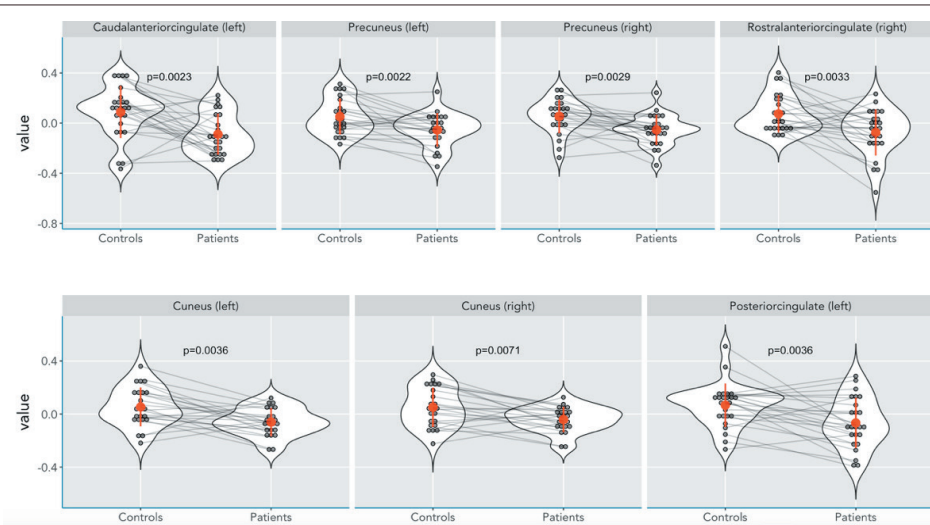 Caudalanteriorcingulate (left) Precuneus (left) Precuneus (right) Rostralanteriorcingulate (right)
p=0.0023 p=0.0022 p=0.0029 p=0.0033
value
0.4
0.0
-0.4
-0.8
Controls Patients Controls Patients Controls Patients Controls Patients
Cuneus (left) Cuneus (right) Posteriorcingulate (left)
p=0.0036 p=0.0071 p=0.0036
value
0.4
0.0
-0.4
Controls Patients Controls Patients Controls Patients